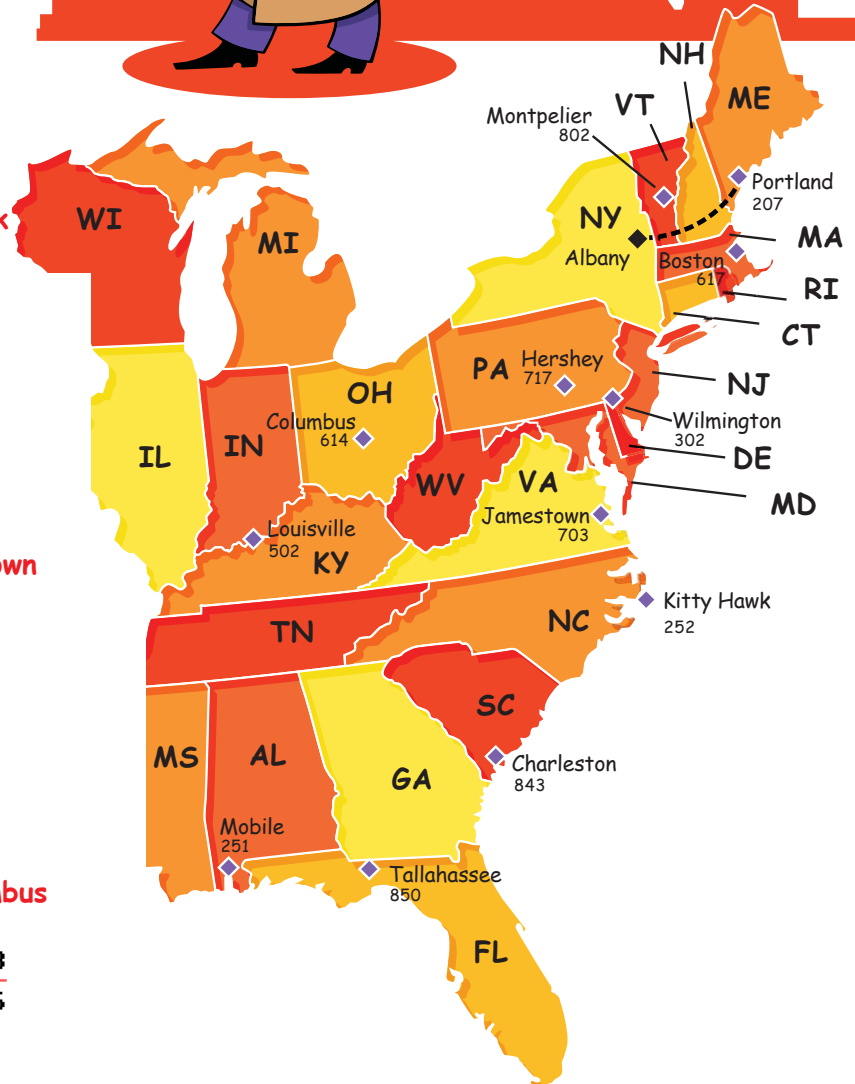 NH
ME
VT
Montpelier
802
Portland
207
WI
NY
MI
MA
Albany
Boston
617
RI
CT
PA
Hershey
717
NJ
OH
Columbus
614
Wilmington
302
IN
IL
DE
WV
VA
MD
Jamestown
703
Louisville
502
KY
own
Kitty Hawk
252
TN
NC
SC
MS
AL
GA
Charleston
843
Mobile
251
Tallahassee
850
bus
FL